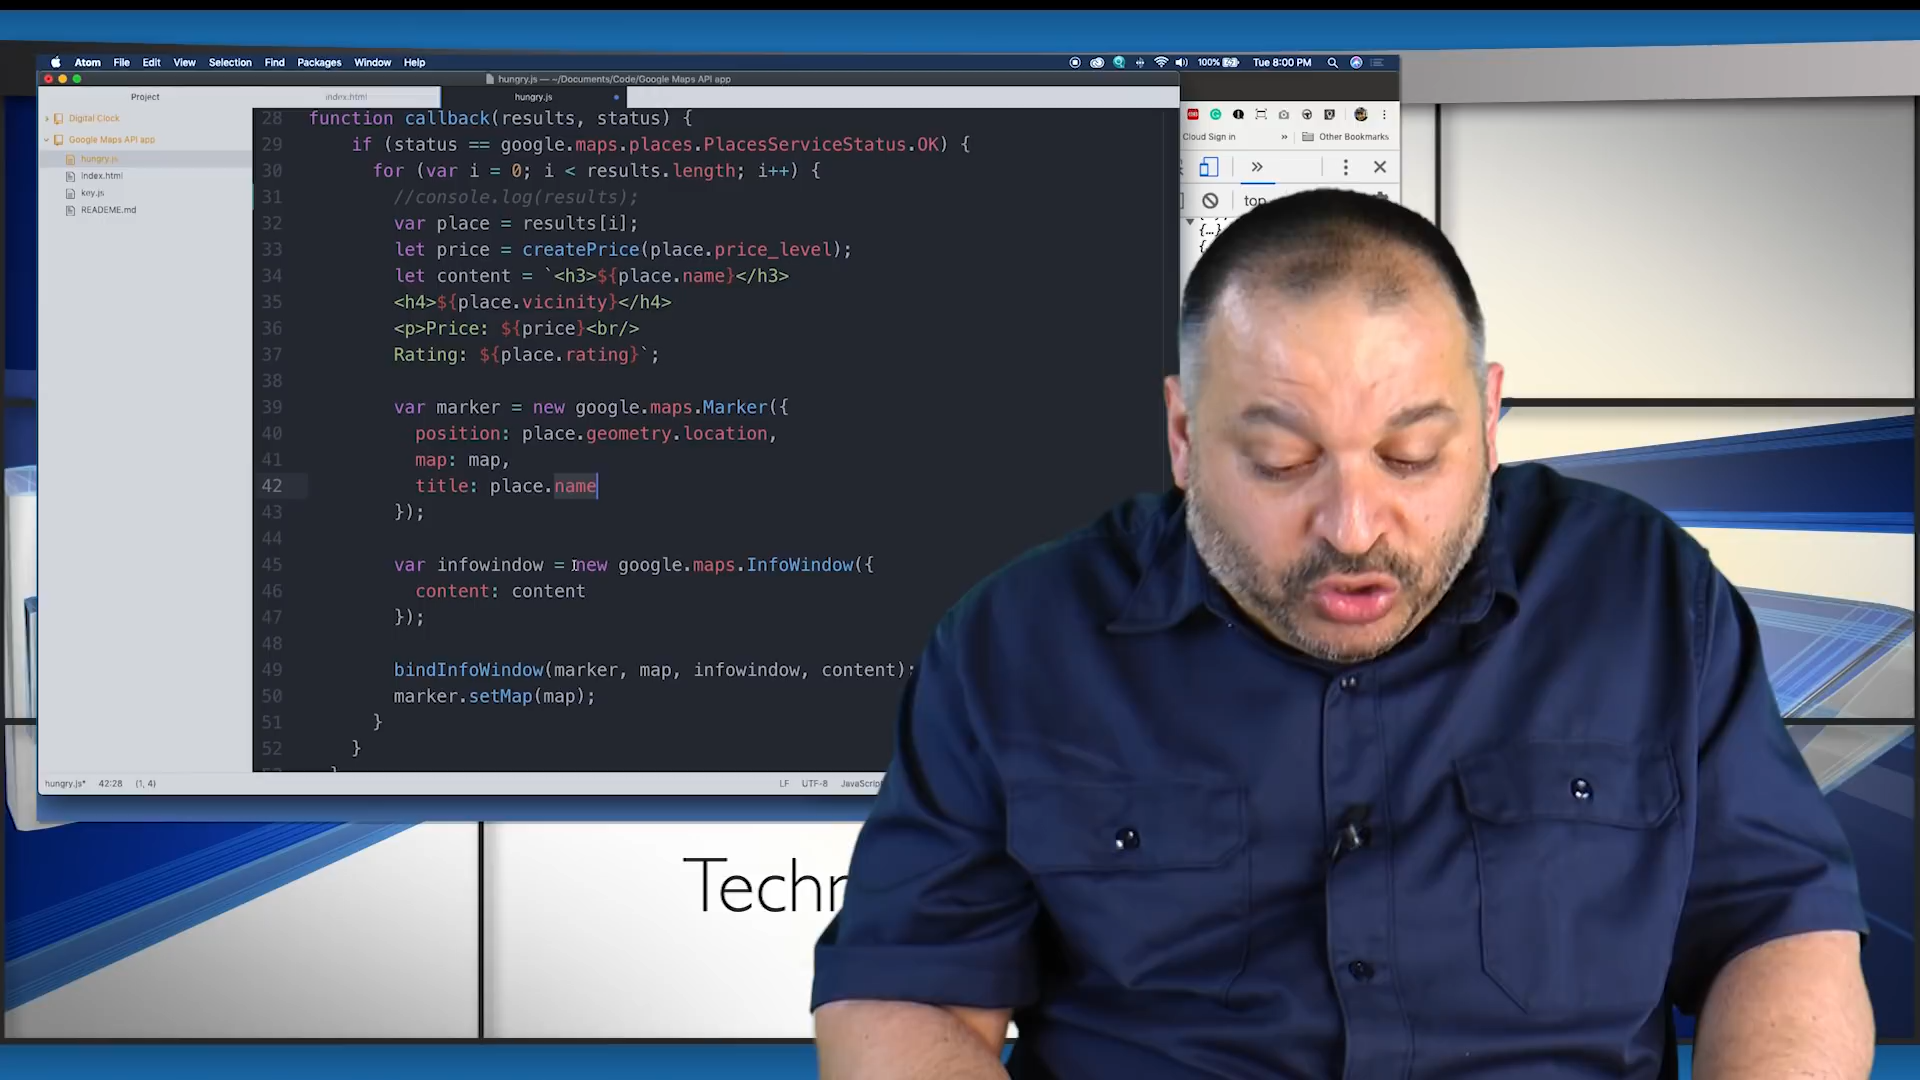 Atom File Edit View Selection Find Packages Window Help
100% Tue 8:00 PM
hungry.js — ~/Documents/Code/Google Maps API app
Project
index.html
hungry.js
Digital Clock
Google Maps API app
hungry.js
index.html
key.js
READEME.md
28 function callback(results, status) {
29 if (status == google.maps.places.PlacesServiceStatus.OK) {
30 for (var i = 0; i < results.length; i++) {
31 //console.log(results);
32 var place = results[i];
33 let price = createPrice(place.price_level);
34 let content = `<h3>${place.name}</h3>
35 <h4>${place.vicinity}</h4>
36 <p>Price: ${price}<br/>
37 Rating: ${place.rating}`;
38
39 var marker = new google.maps.Marker({
40 position: place.geometry.location,
41 map: map,
42 title: place.name
43 });
44
45 var infowindow = new google.maps.InfoWindow({
46 content: content
47 });
48
49 bindInfoWindow(marker, map, infowindow, content);
50 marker.setMap(map);
51 }
52 }
hungry.js* 42:28 (1, 4)
LF UTF-8 JavaScrip
Cloud Sign in » Other Bookmarks
»
top
{…}
Techn